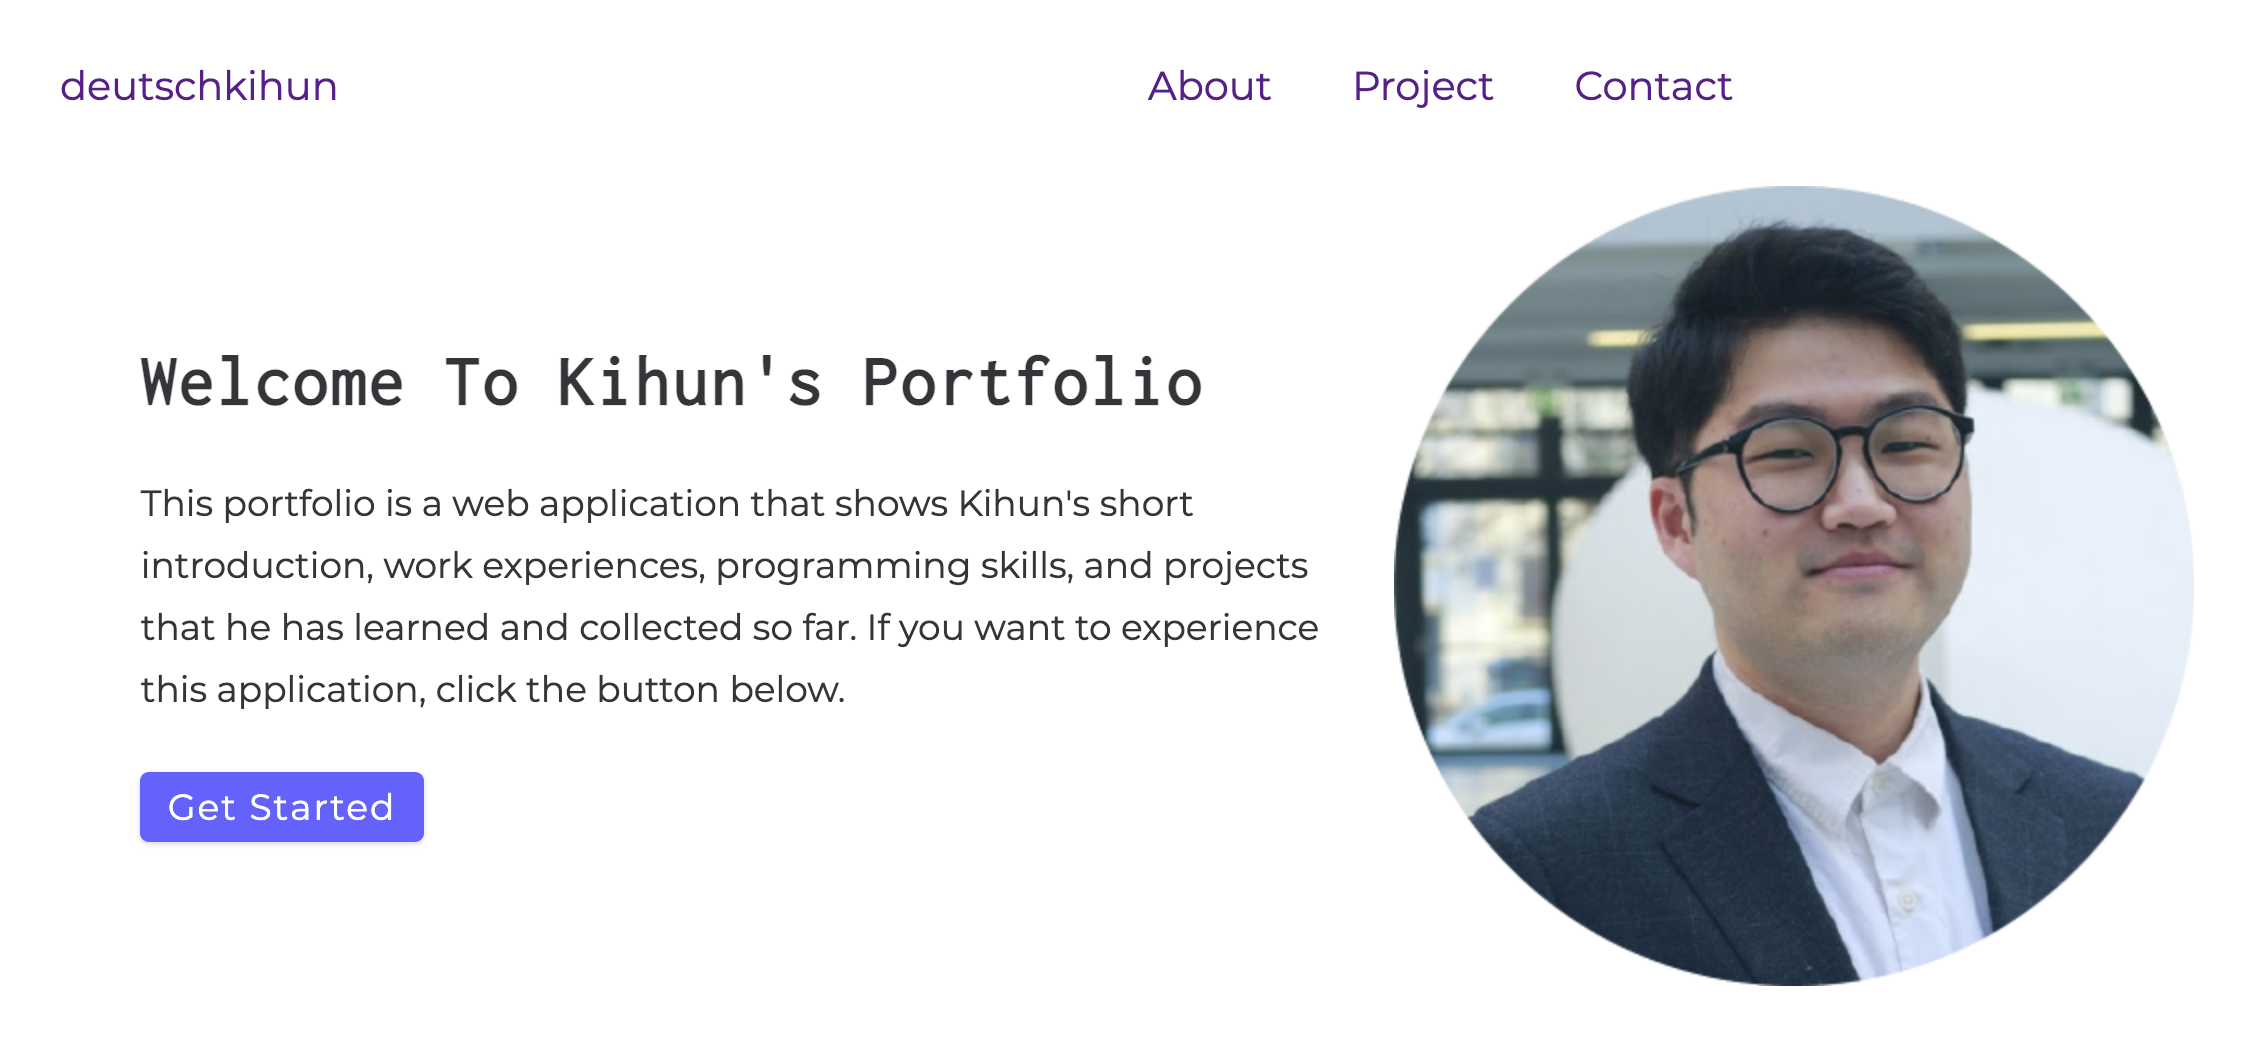 deutschkihun
About
Project
Contact
Welcome To Kihun's Portfolio
This portfolio is a web application that shows Kihun's short
introduction, work experiences, programming skills, and projects
that he has learned and collected so far. If you want to experience
this application, click the button below.
Get Started